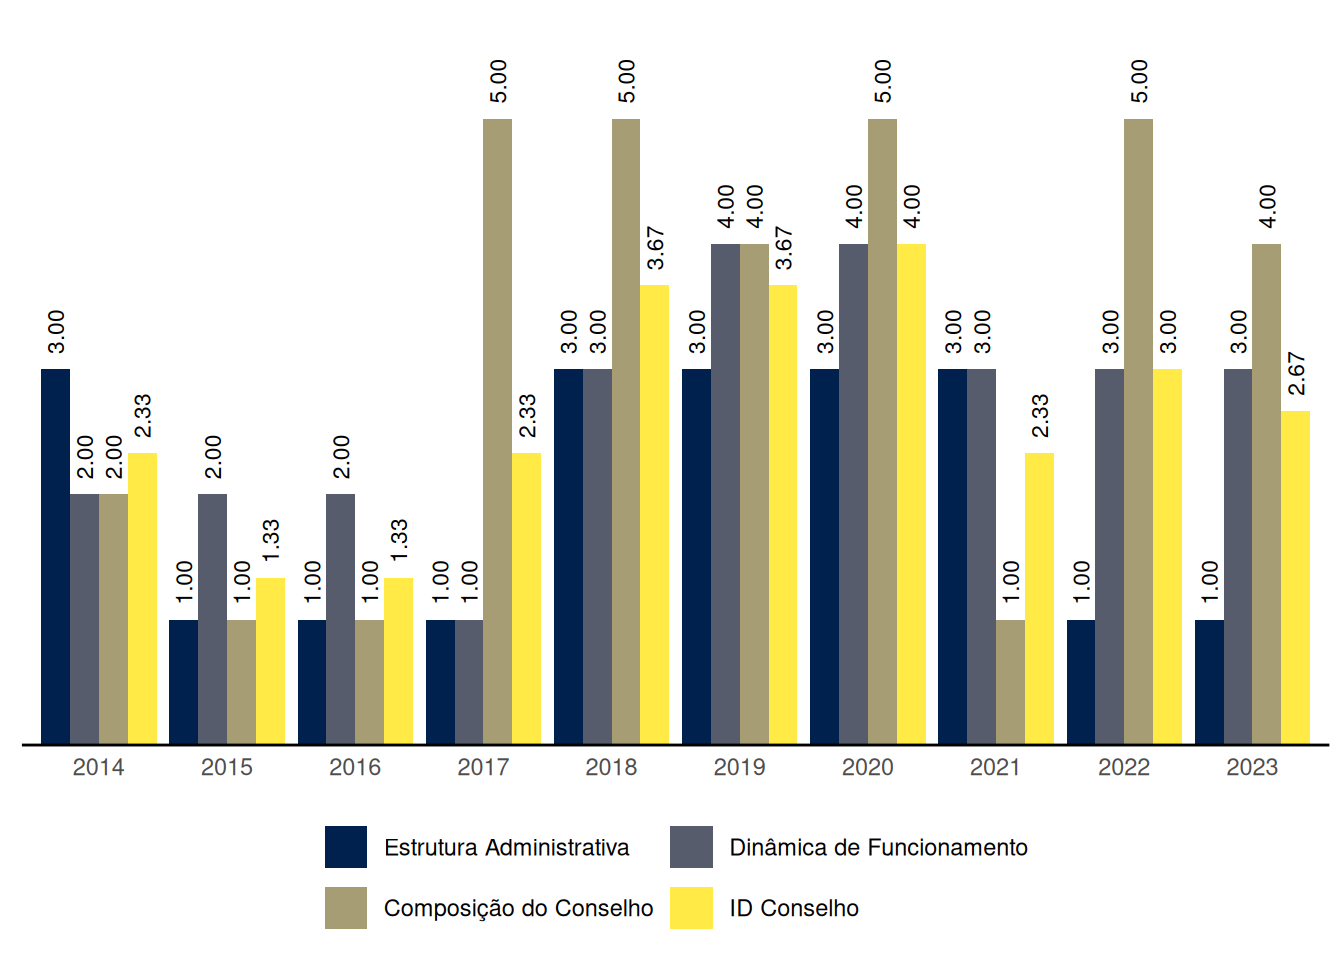 3.00 2.00 2.00 2.33
1.00 2.00 1.00 1.33
1.00 2.00 1.00 1.33
1.00 1.00 5.00 2.33
3.00 3.00 5.00 3.67
3.00 4.00 4.00 3.67
3.00 4.00 5.00 4.00
3.00 3.00 1.00 2.33
1.00 3.00 5.00 3.00
1.00 3.00 4.00 2.67
2014 2015 2016 2017 2018 2019 2020 2021 2022 2023
Estrutura Administrativa Dinâmica de Funcionamento
Composição do Conselho ID Conselho